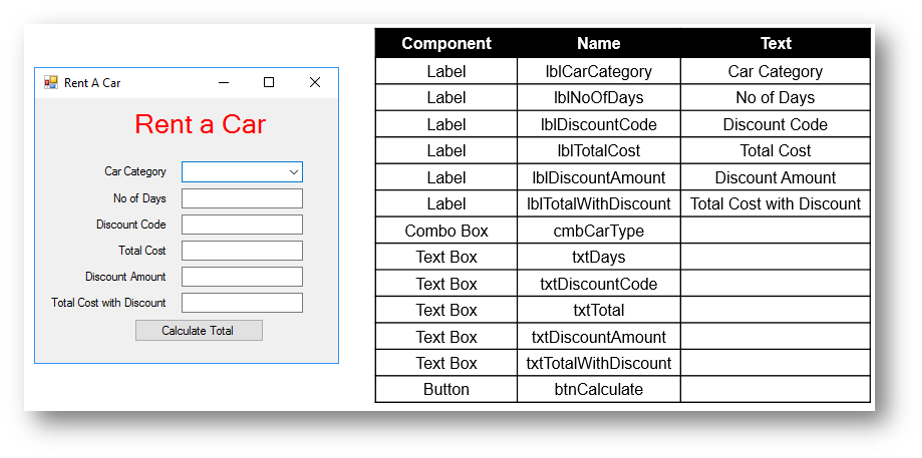 Rent A Car
Rent a Car
Car Category
No of Days
Discount Code
Total Cost
Discount Amount
Total Cost with Discount
Calculate Total
Component Name Text
Label lblCarCategory Car Category
Label lblNoOfDays No of Days
Label lblDiscountCode Discount Code
Label lblTotalCost Total Cost
Label lblDiscountAmount Discount Amount
Label lblTotalWithDiscount Total Cost with Discount
Combo Box cmbCarType
Text Box txtDays
Text Box txtDiscountCode
Text Box txtTotal
Text Box txtDiscountAmount
Text Box txtTotalWithDiscount
Button btnCalculate